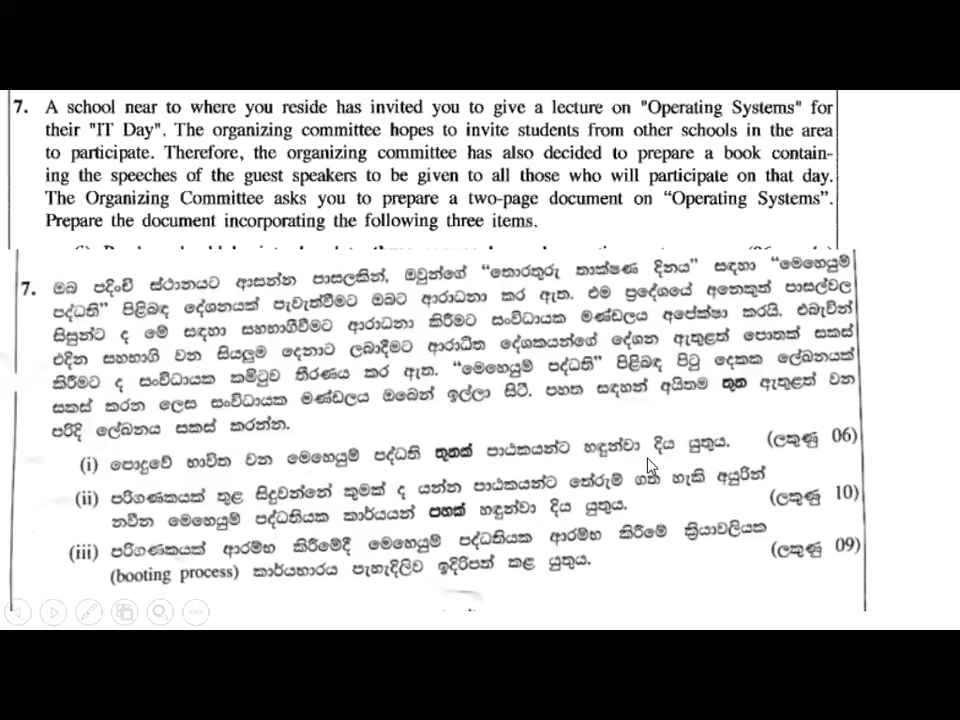 7. A school near to where you reside has invited you to give a lecture on "Operating Systems" for
their "IT Day". The organizing committee hopes to invite students from other schools in the area
to participate. Therefore, the organizing committee has also decided to prepare a book contain-
ing the speeches of the guest speakers to be given to all those who will participate on that day.
The Organizing Committee asks you to prepare a two-page document on “Operating Systems”.
Prepare the document incorporating the following three items.
7. ඔබ පදිංචි ස්ථානයට ආසන්න පාසලකින්, ඔවුන්ගේ “තොරතුරු තාක්ෂණ දිනය” සඳහා “මෙහෙයුම්
පද්ධති” පිළිබඳ දේශනයක් පැවැත්වීමට ඔබට ආරාධනා කර ඇත. එම ප්‍රදේශයේ අනෙකුත් පාසල්වල
සිසුන්ට ද මේ සඳහා සහභාගිවීමට ආරාධනා කිරීමට සංවිධායක මණ්ඩලය අපේක්ෂා කරයි. එබැවින්
එදින සහභාගි වන සියලුම දෙනාට ලබාදීමට ආරාධිත දේශකයන්ගේ දේශන ඇතුළත් පොතක් සකස්
කිරීමට ද සංවිධායක කමිටුව තීරණය කර ඇත. “මෙහෙයුම් පද්ධති” පිළිබඳ පිටු දෙකක ලේඛනයක්
සකස් කරන ලෙස සංවිධායක මණ්ඩලය ඔබෙන් ඉල්ලා සිටී. පහත සඳහන් අයිතම තුන ඇතුළත් වන
පරිදි ලේඛනය සකස් කරන්න.
(i) පොදුවේ භාවිත වන මෙහෙයුම් පද්ධති තුනක් පාඨකයන්ට හඳුන්වා දිය යුතුය. (ලකුණු 06)
(ii) පරිගණකයක් තුළ සිදුවන්නේ කුමක් ද යන්න පාඨකයන්ට තේරුම් ගත හැකි අයුරින්
නවීන මෙහෙයුම් පද්ධතියක කාර්යයන් පහක් හඳුන්වා දිය යුතුය. (ලකුණු 10)
(iii) පරිගණකයක් ආරම්භ කිරීමේදී මෙහෙයුම් පද්ධතියක ආරම්භ කිරීමේ ක්‍රියාවලියක
(booting process) කාර්යභාරය පැහැදිලිව ඉදිරිපත් කළ යුතුය. (ලකුණු 09)